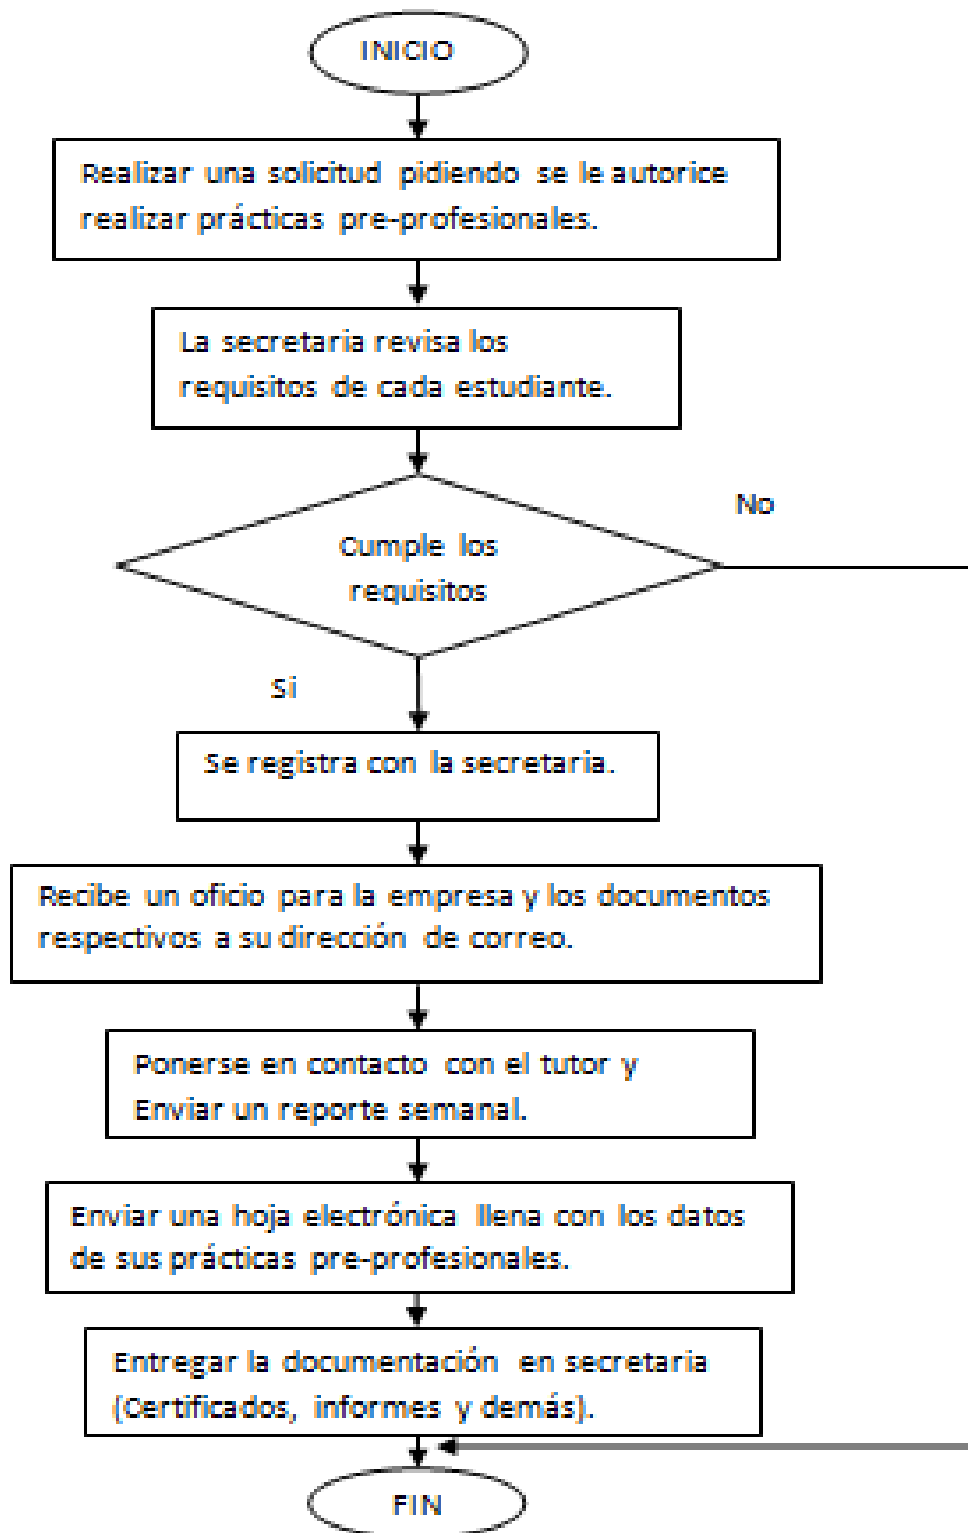 INICIO
Realizar una solicitud pidiendo se le autorice
realizar prácticas pre-profesionales.
La secretaria revisa los
requisitos de cada estudiante.
No
Cumple los
requisitos
Si
Se registra con la secretaria.
Recibe un oficio para la empresa y los documentos
respectivos a su dirección de correo.
Ponerse en contacto con el tutor y
Enviar un reporte semanal.
Enviar una hoja electrónica llena con los datos
de sus prácticas pre-profesionales.
Entregar la documentación en secretaria
(Certificados, informes y demás).
FIN